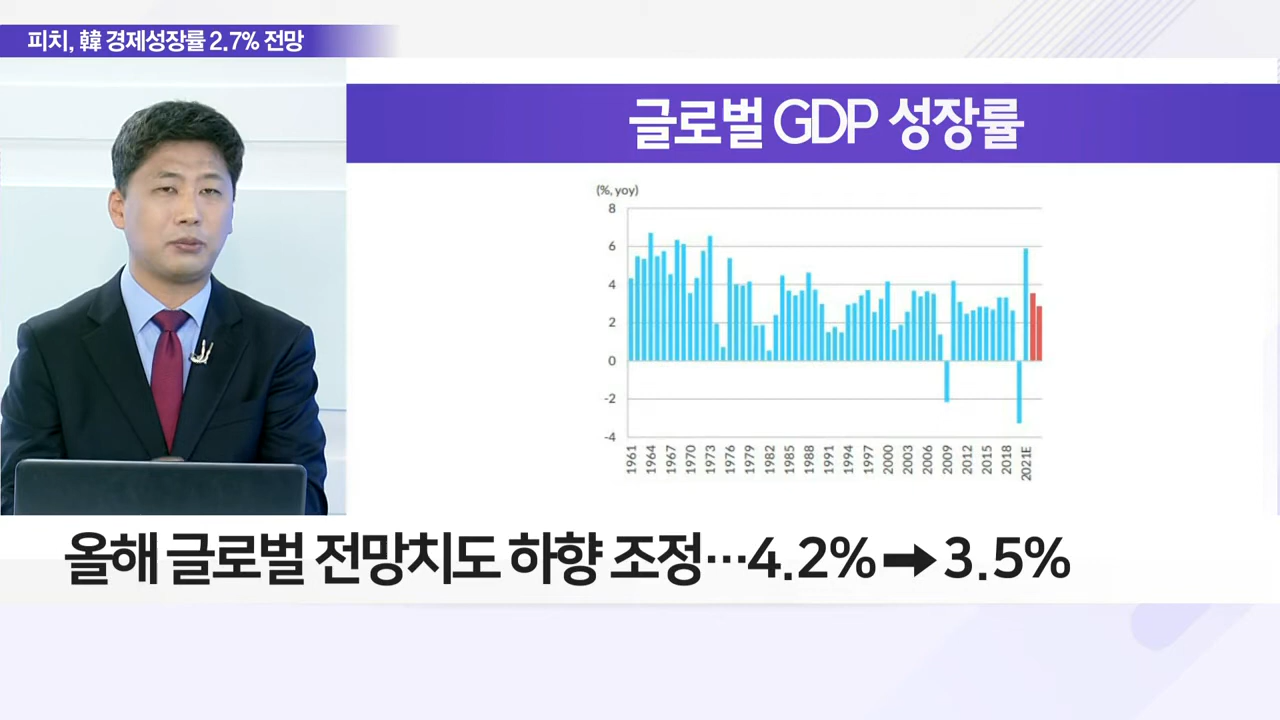 피치, 韓 경제성장률 2.7% 전망
글로벌 GDP 성장률
(%, yoy)
8
6
4
2
0
-2
-4
1961 1964 1967 1970 1973 1976 1979 1982 1985 1988 1991 1994 1997 2000 2003 2006 2009 2012 2015 2018 2021E
올해 글로벌 전망치도 하향 조정…4.2%➡3.5%